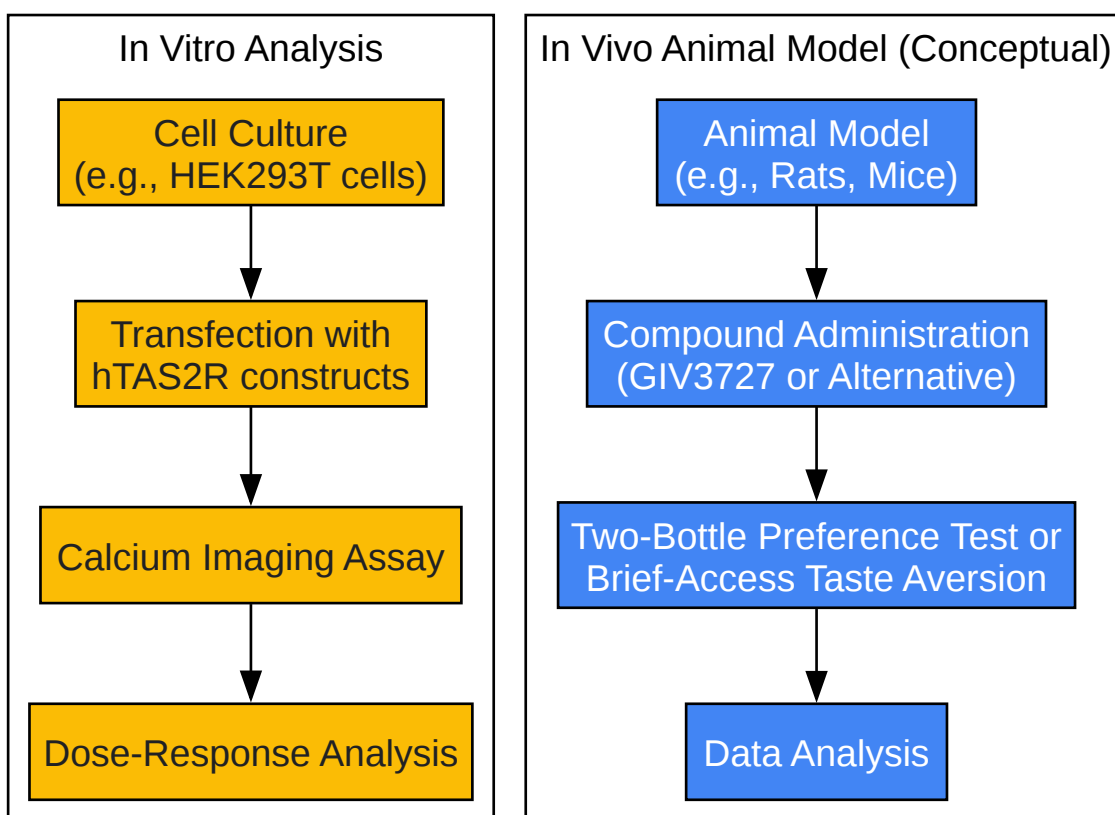 In Vitro Analysis
Cell Culture
(e.g., HEK293T cells)
Transfection with
hTAS2R constructs
Calcium Imaging Assay
Dose-Response Analysis
In Vivo Animal Model (Conceptual)
Animal Model
(e.g., Rats, Mice)
Compound Administration
(GIV3727 or Alternative)
Two-Bottle Preference Test or
Brief-Access Taste Aversion
Data Analysis